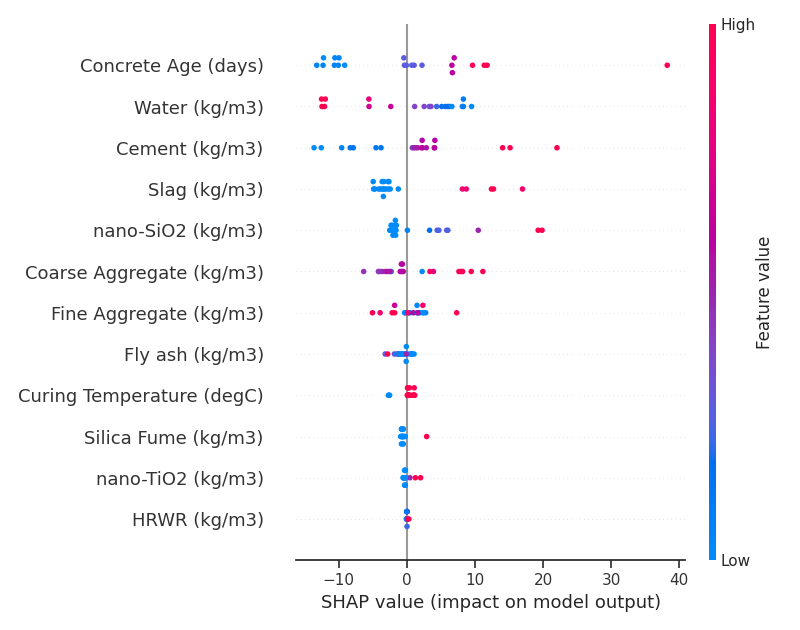 High
Concrete Age (days)
Water (kg/m3)
Cement (kg/m3)
Slag (kg/m3)
nano-SiO2 (kg/m3)
Coarse Aggregate (kg/m3)
Fine Aggregate (kg/m3)
Fly ash (kg/m3)
Curing Temperature (degC)
Silica Fume (kg/m3)
nano-TiO2 (kg/m3)
HRWR (kg/m3)
Feature value
Low
−10 0 10 20 30 40
SHAP value (impact on model output)